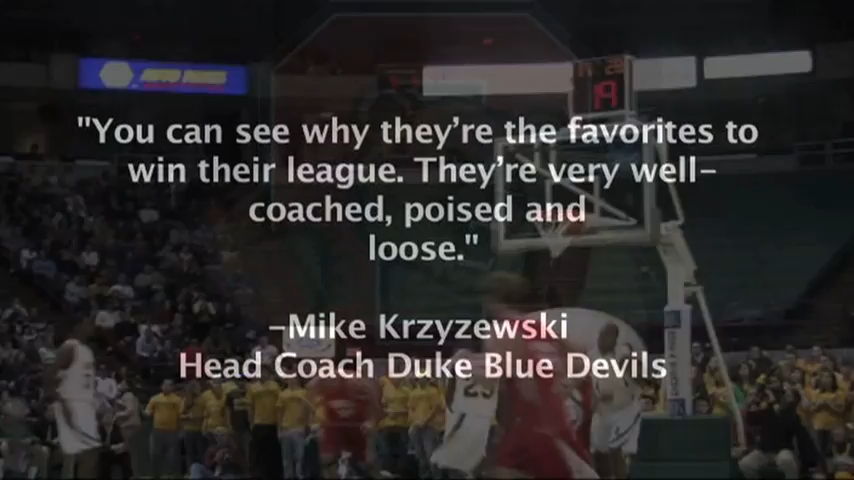 "You can see why they’re the favorites to
win their league. They’re very well-
coached, poised and
loose."
-Mike Krzyzewski
Head Coach Duke Blue Devils
19